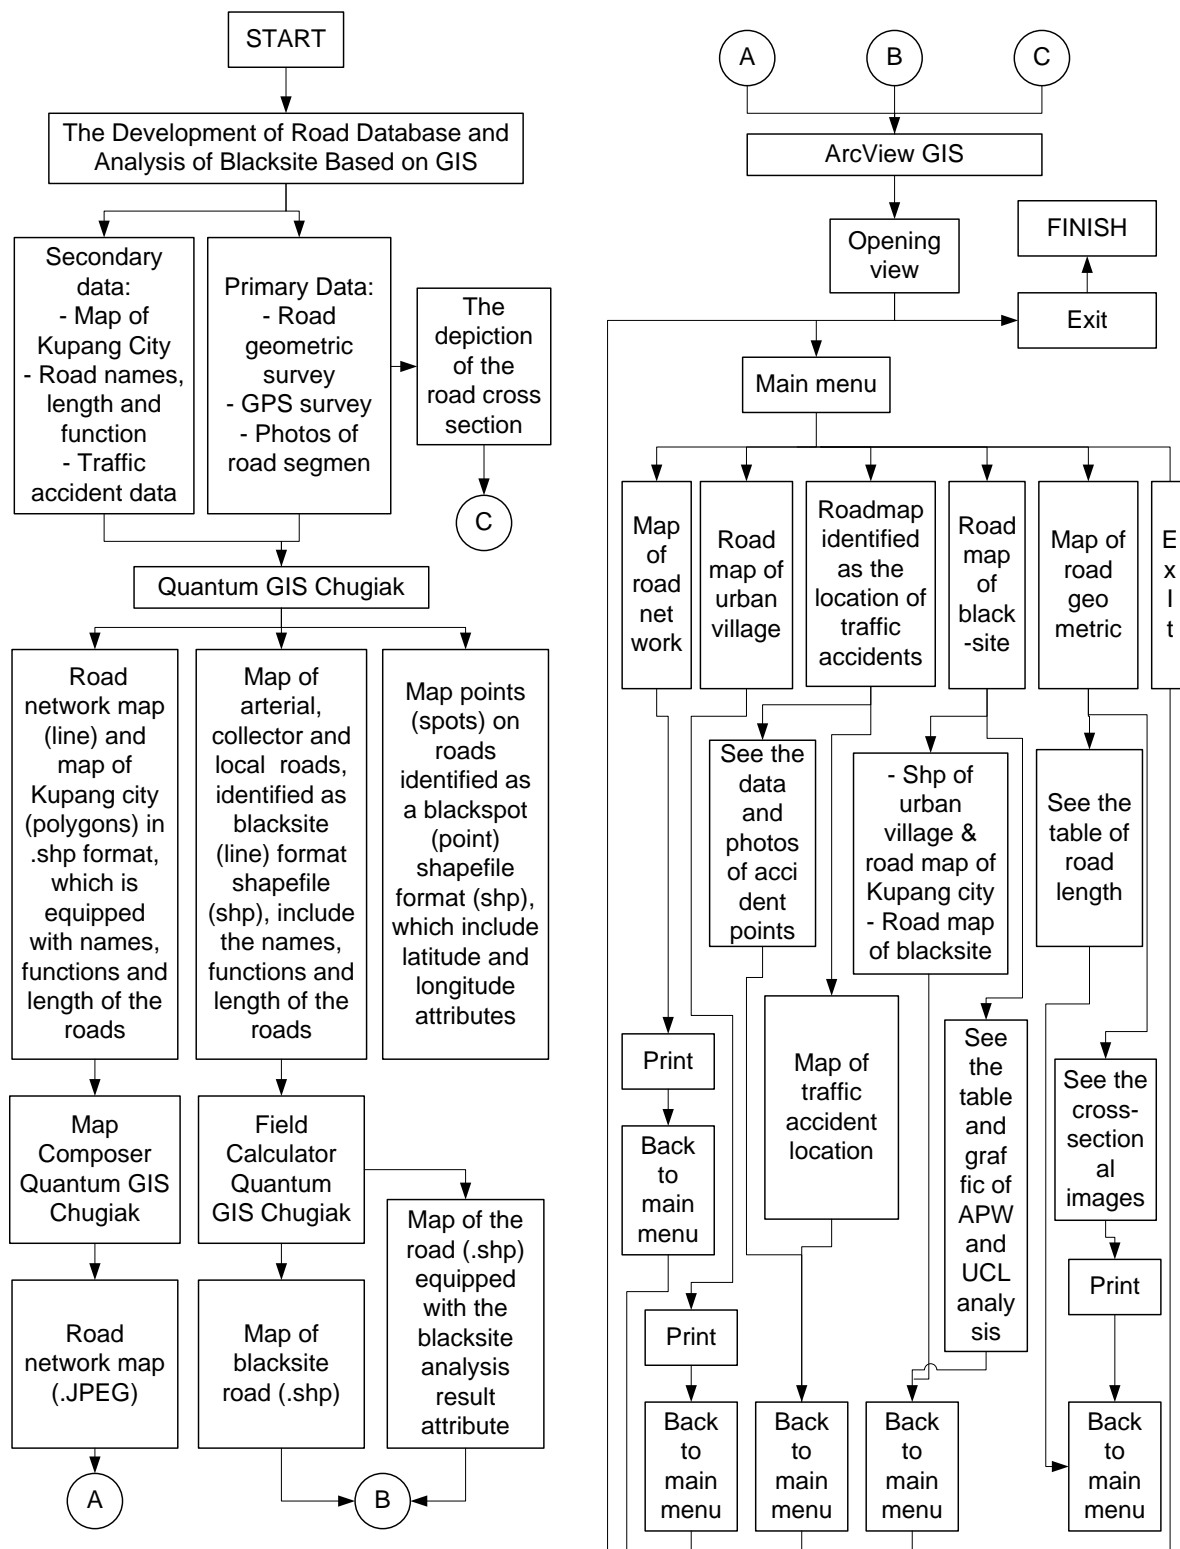 START
The Development of Road Database and
Analysis of Blacksite Based on GIS
Secondary
data:
- Map of
Kupang City
- Road names,
length and
function
- Traffic
accident data
Primary Data:
- Road
geometric
survey
- GPS survey
- Photos of
road segmen
The
depiction
of the
road cross
section
C
Quantum GIS Chugiak
Road
network map
(line) and
map of
Kupang city
(polygons) in
.shp format,
which is
equipped
with names,
functions and
length of the
roads
Map of
arterial,
collector and
local roads,
identified as
blacksite
(line) format
shapefile
(shp), include
the names,
functions and
length of the
roads
Map points
(spots) on
roads
identified as
a blackspot
(point)
shapefile
format (shp),
which include
latitude and
longitude
attributes
Map
Composer
Quantum GIS
Chugiak
Field
Calculator
Quantum
GIS Chugiak
Road
network map
(.JPEG)
Map of
blacksite
road (.shp)
Map of the
road (.shp)
equipped
with the
blacksite
analysis
result
attribute
A
B
A
B
C
ArcView GIS
Opening
view
FINISH
Exit
Main menu
Map
of
road
net
work
Road
map of
urban
village
Roadmap
identified
as the
location of
traffic
accidents
Road
map
of
black
-site
Map of
road
geo
metric
E
x
I
t
See the
data
and
photos
of acci
dent
points
- Shp of
urban
village &
road map of
Kupang city
- Road map
of blacksite
See
the table
of road
length
Print
Back
to
main
menu
Map of
traffic
accident
location
See
the
table
and
graf
fic of
APW
and
UCL
analy
sis
See the
cross-
section
al
images
Print
Print
Back
to
main
menu
Back
to
main
menu
Back
to
main
menu
Back
to
main
menu